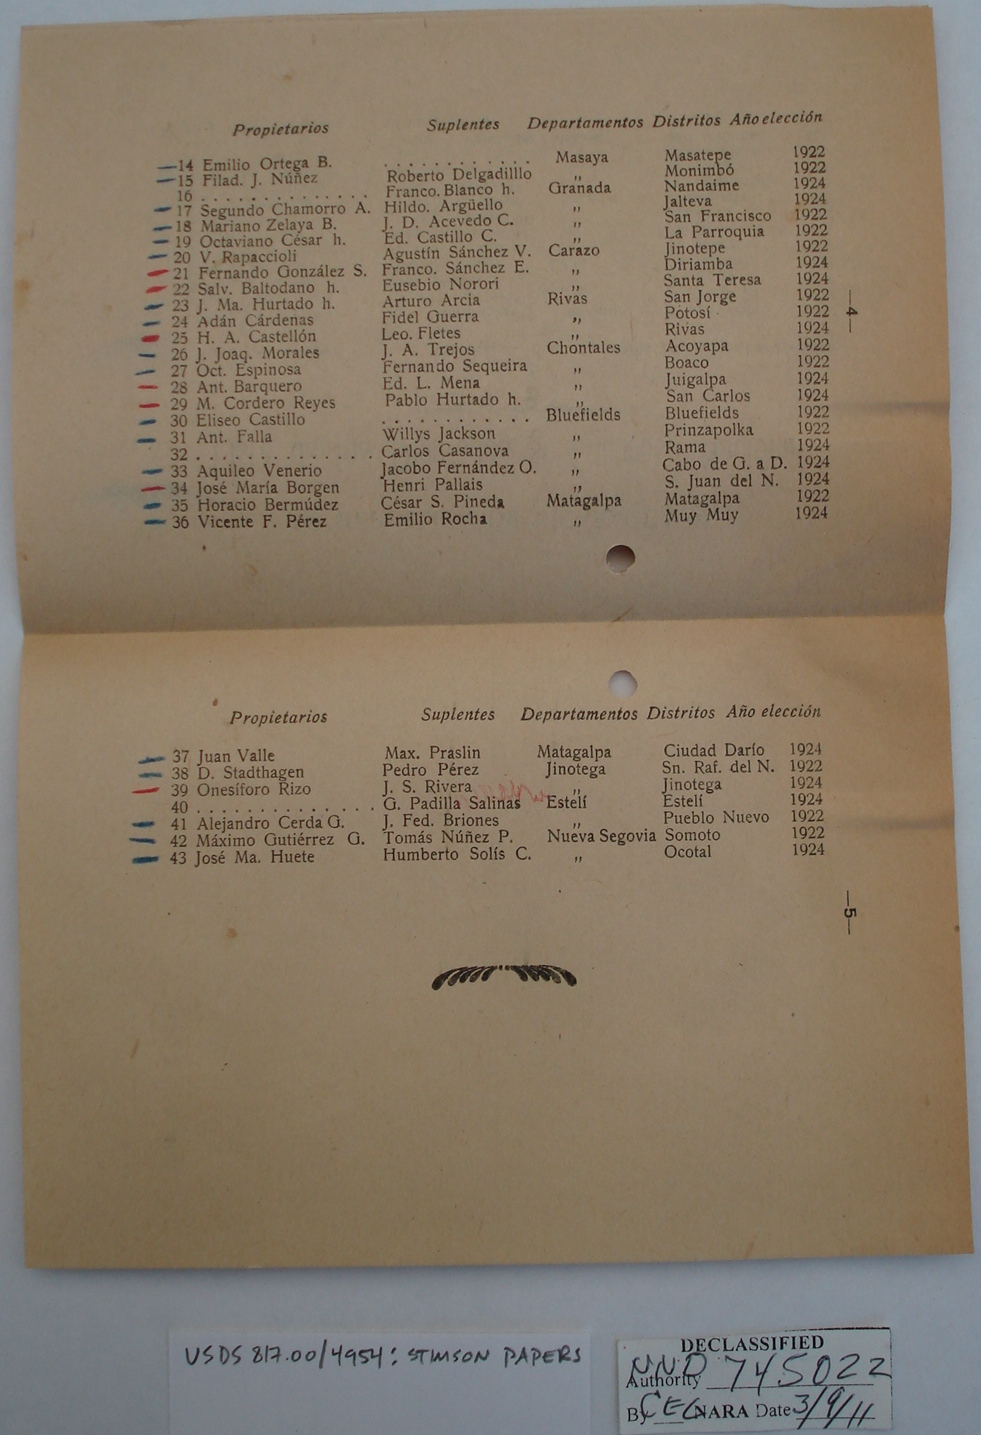 Propietarios Suplentes Departamentos Distritos Año elección
14 Emilio Ortega B. . . . . . . . . . . . . Masaya Masatepe 1922
15 Filad. J. Núñez Roberto Delgadilllo ,, Monimbó 1922
16 . . . . . . . . . . . . . . Franco. Blanco h. Granada Nandaime 1924
17 Segundo Chamorro A. Hildo. Argüello ,, Jalteva 1924
18 Mariano Zelaya B. J. D. Acevedo C. ,, San Francisco 1922
19 Octaviano César h. Ed. Castillo C. ,, La Parroquia 1922
20 V. Rapaccioli Agustín Sánchez V. Carazo Jinotepe 1922
21 Fernando González S. Franco. Sánchez E. ,, Diriamba 1924
22 Salv. Baltodano h. Eusebio Norori ,, Santa Teresa 1924
23 J. Ma. Hurtado h. Arturo Arcia Rivas San Jorge 1922
24 Adán Cárdenas Fidel Guerra ,, Potosí 1922
25 H. A. Castellón Leo. Fletes ,, Rivas 1924
26 J. Joaq. Morales J. A. Trejos Chontales Acoyapa 1922
27 Oct. Espinosa Fernando Sequeira ,, Boaco 1922
28 Ant. Barquero Ed. L. Mena ,, Juigalpa 1924
29 M. Cordero Reyes Pablo Hurtado h. ,, San Carlos 1924
30 Eliseo Castillo . . . . . . . . . . . . Bluefields Bluefields 1922
31 Ant. Falla Willys Jackson ,, Prinzapolka 1922
32 . . . . . . . . . . . . . . Carlos Casanova ,, Rama 1924
33 Aquileo Venerio Jacobo Fernández O. ,, Cabo de G. a D. 1924
34 José María Borgen Henri Pallais ,, S. Juan del N. 1924
35 Horacio Bermúdez César S. Pineda Matagalpa Matagalpa 1922
36 Vicente F. Pérez Emilio Rocha ,, Muy Muy 1924
—4—
Propietarios Suplentes Departamentos Distritos Año elección
37 Juan Valle Max. Praslin Matagalpa Ciudad Darío 1924
38 D. Stadthagen Pedro Pérez Jinotega Sn. Raf. del N. 1922
39 Onesíforo Rizo J. S. Rivera ,, Jinotega 1924
40 . . . . . . . . . . . . . . G. Padilla Salinas Estelí Estelí 1924
41 Alejandro Cerda G. J. Fed. Briones ,, Pueblo Nuevo 1922
42 Máximo Gutiérrez G. Tomás Núñez P. Nueva Segovia Somoto 1922
43 José Ma. Huete Humberto Solís C. ,, Ocotal 1924
—5—
USDS 817.00/4954: STIMSON PAPERS
DECLASSIFIED
Authority NND 745022
By CEC NARA Date 3/9/11